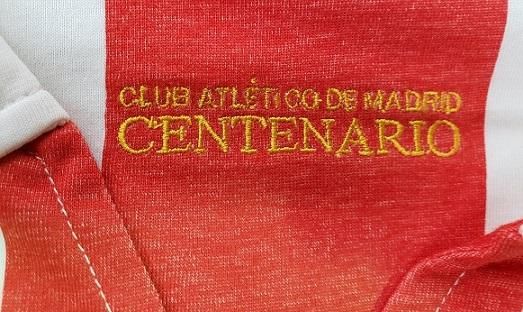 CLUB ATLÉTICO DE MADRID
CENTENARIO